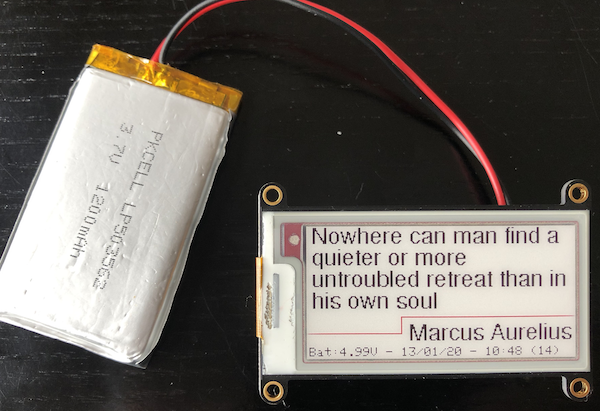 PKCELL LP503562
3.7V 1200mAh
Nowhere can man find a
quieter or more
untroubled retreat than in
his own soul
Marcus Aurelius
Bat:4.99V - 13/01/20 - 10:48 (14)